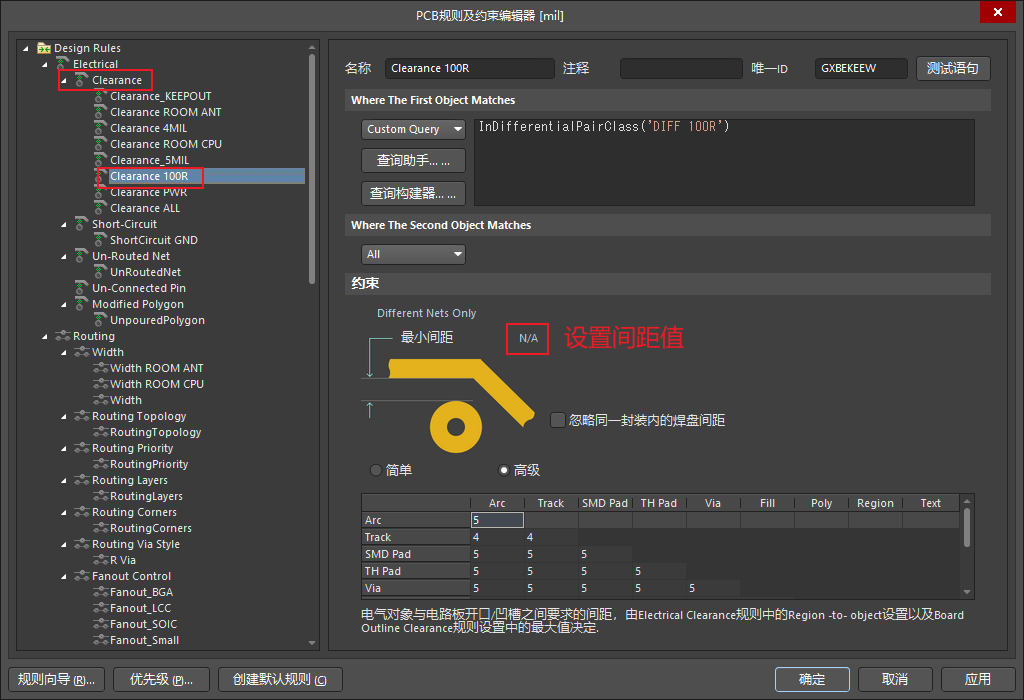 PCB规则及约束编辑器 [mil]
Design Rules
Electrical
Clearance
Clearance_KEEPOUT
Clearance ROOM ANT
Clearance 4MIL
Clearance ROOM CPU
Clearance_5MIL
Clearance 100R
Clearance PWR
Clearance ALL
Short-Circuit
ShortCircuit GND
Un-Routed Net
UnRoutedNet
Un-Connected Pin
Modified Polygon
UnpouredPolygon
Routing
Width
Width ROOM ANT
Width ROOM CPU
Width
Routing Topology
RoutingTopology
Routing Priority
RoutingPriority
Routing Layers
RoutingLayers
Routing Corners
RoutingCorners
Routing Via Style
R Via
Fanout Control
Fanout_BGA
Fanout_LCC
Fanout_SOIC
Fanout_Small
名称 Clearance 100R 注释 唯一ID GXBEKEEW 测试语句
Where The First Object Matches
Custom Query InDifferentialPairClass('DIFF 100R')
查询助手... ...
查询构建器... ...
Where The Second Object Matches
All
约束
Different Nets Only
最小间距 N/A 设置间距值
忽略同一封装内的焊盘间距
简单 高级
Arc Track SMD Pad TH Pad Via Fill Poly Region Text
Arc 5
Track 4 4
SMD Pad 5 5 5
TH Pad 5 5 5 5
Via 5 5 5 5 5
电气对象与电路板开口/凹槽之间要求的间距，由Electrical Clearance规则中的Region -to- object设置以及Board
Outline Clearance规则设置中的最大值决定.
规则向导 (R)... 优先级 (P)... 创建默认规则 (C) 确定 取消 应用